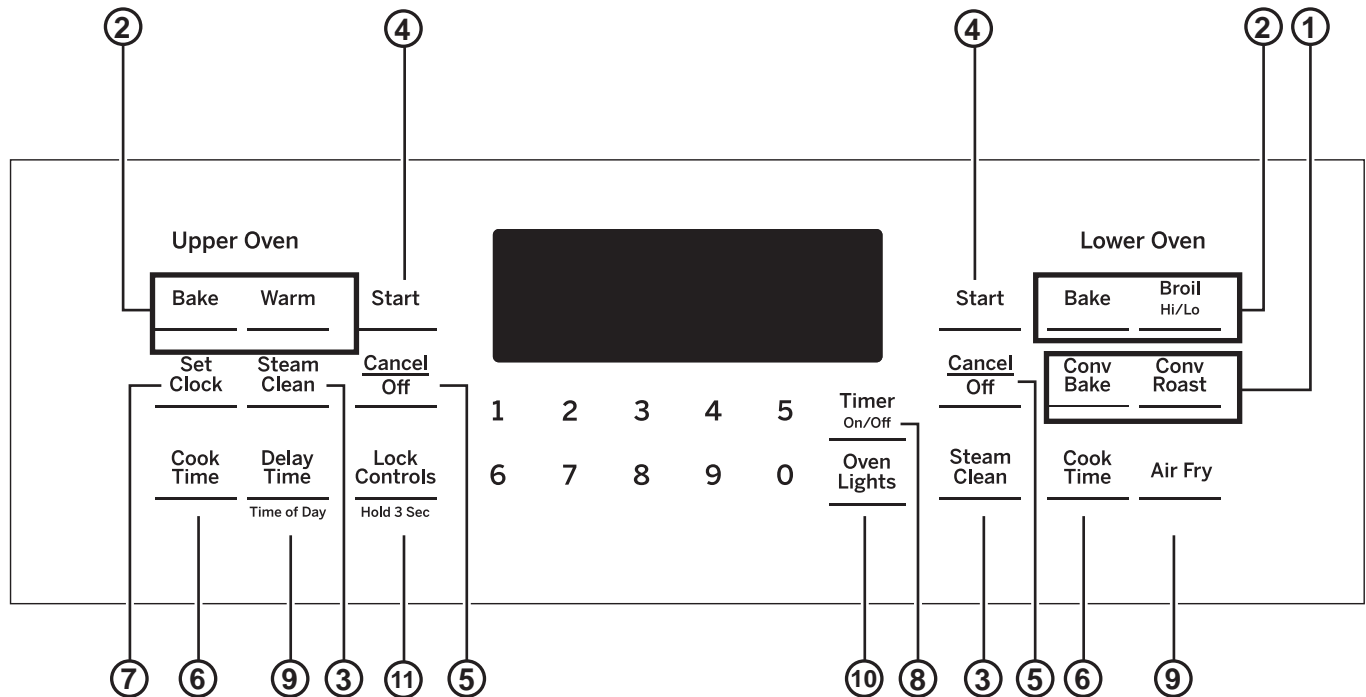 2 4 4 2 1
Upper Oven
Lower Oven
Bake Warm Start
Start Bake Broil
Hi/Lo
Set
Clock
Steam
Clean
Cancel
Off
Cancel
Off
Conv
Bake
Conv
Roast
1 2 3 4 5
Timer
On/Off
Cook
Time
Delay
Time
Time of Day
Lock
Controls
Hold 3 Sec
6 7 8 9 0
Oven
Lights
Steam
Clean
Cook
Time
Air Fry
7 6 9 3 11 5 10 8 3 5 6 9